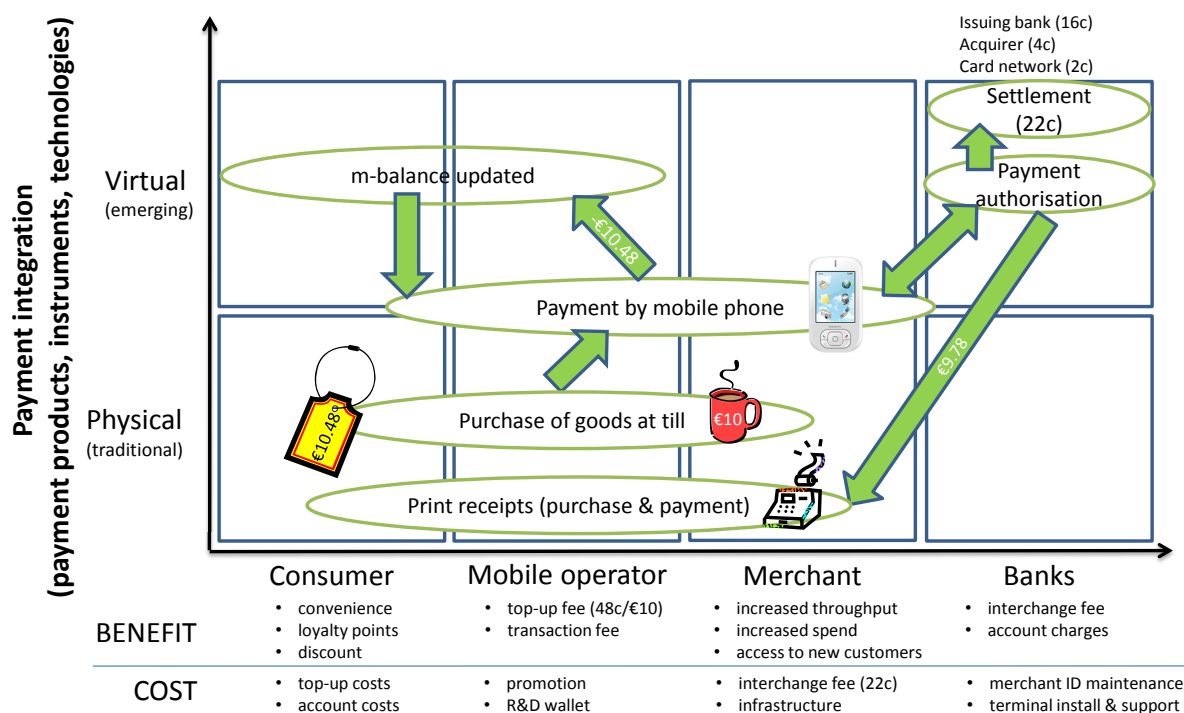 Payment integration
(payment products, instruments, technologies)
Issuing bank (16c)
Acquirer (4c)
Card network (2c)
Settlement
(22c)
Virtual
(emerging)
m-balance updated
Payment
authorisation
-€10.48
Payment by mobile phone
€9.78
Physical
(traditional)
€10.48
Purchase of goods at till
€10
Print receipts (purchase & payment)
Consumer
Mobile operator
Merchant
Banks
BENEFIT
• convenience
• loyalty points
• discount
• top-up fee (48c/€10)
• transaction fee
• increased throughput
• increased spend
• access to new customers
• interchange fee
• account charges
COST
• top-up costs
• account costs
• promotion
• R&D wallet
• interchange fee (22c)
• infrastructure
• merchant ID maintenance
• terminal install & support